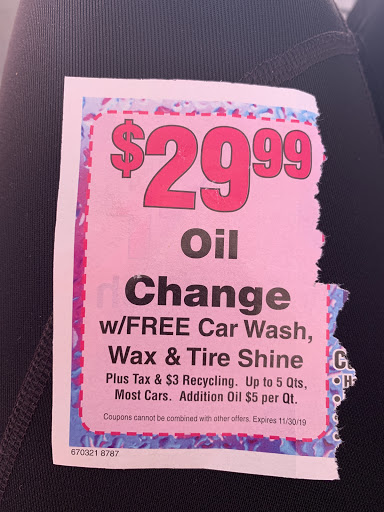 $29.99
Oil
Change
w/FREE Car Wash,
Wax & Tire Shine
Plus Tax & $3 Recycling. Up to 5 Qts,
Most Cars. Addition Oil $5 per Qt.
Coupons cannot be combined with other offers. Expires 11/30/19
670321 8787